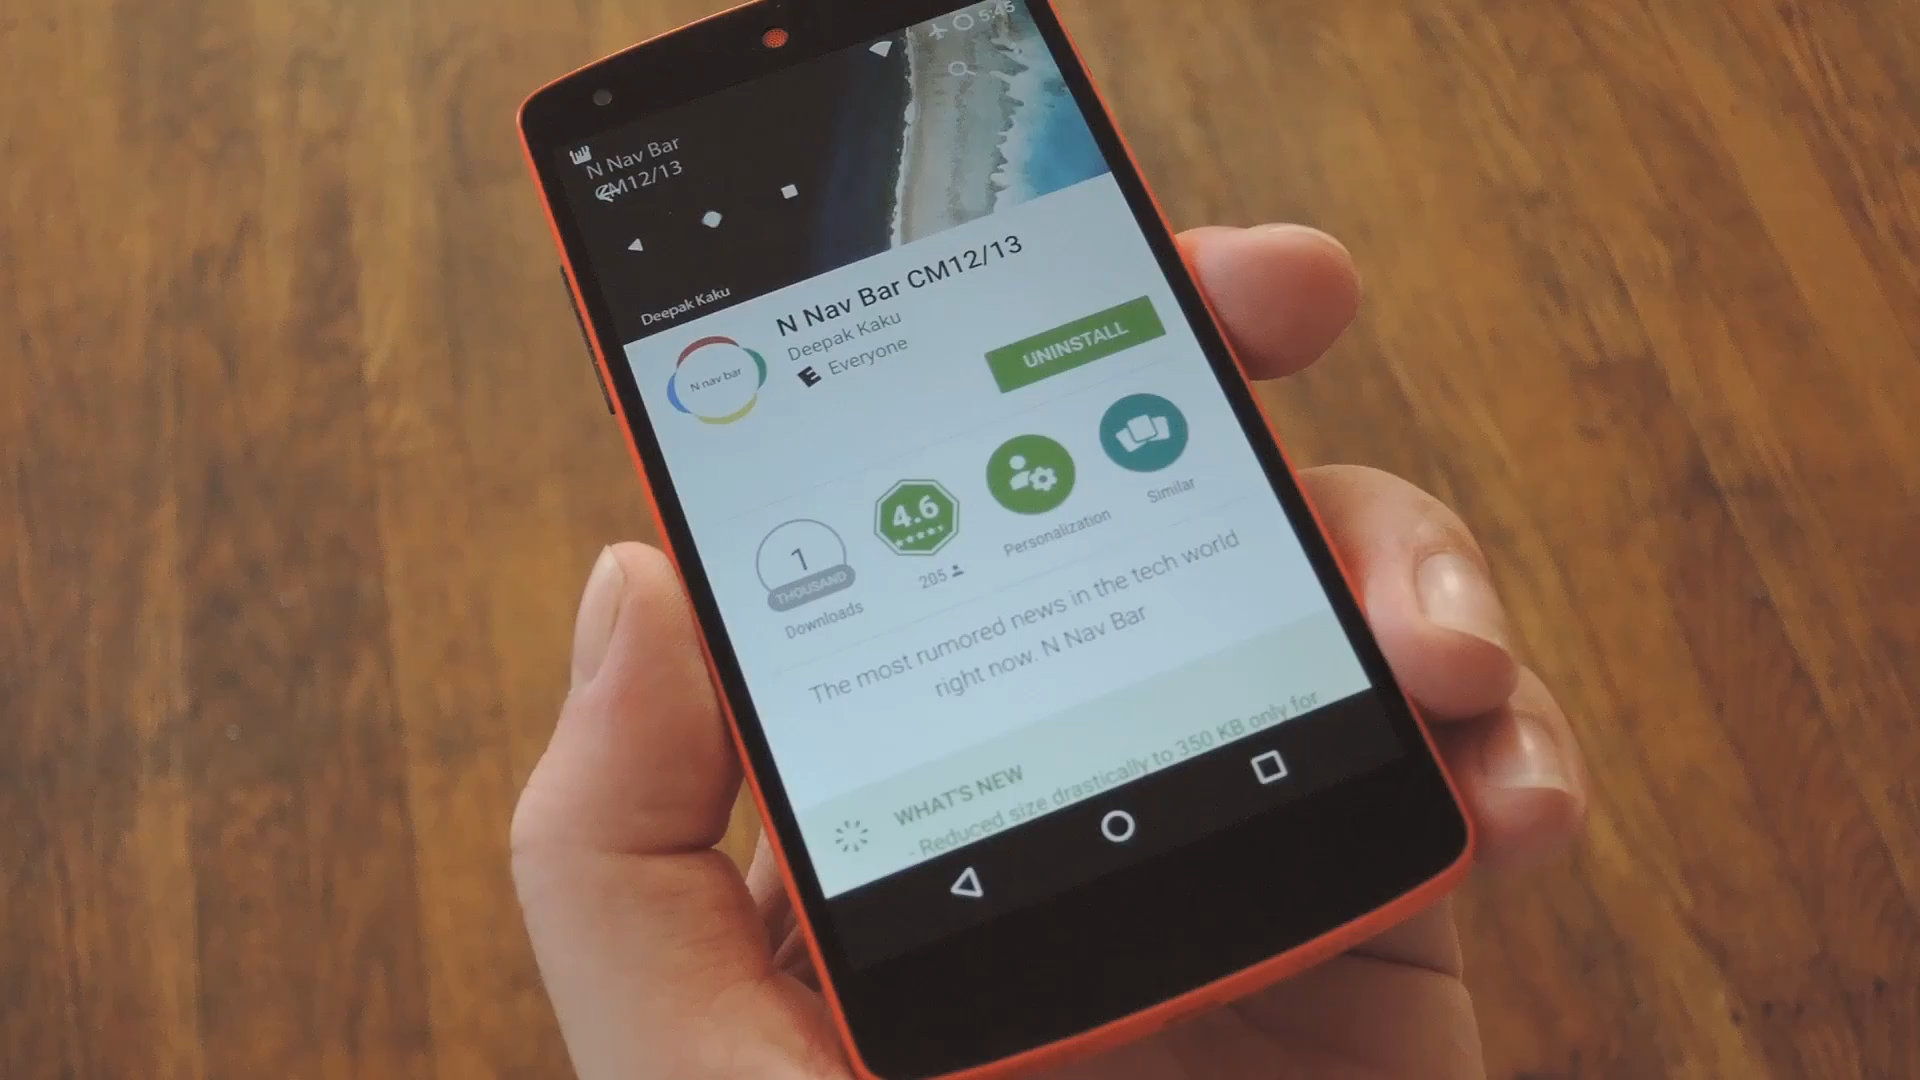 5:45
N Nav Bar
CM12/13
Deepak Kaku
N nav bar
N Nav Bar CM12/13
Deepak Kaku
E Everyone
UNINSTALL
1
THOUSAND
Downloads
4.6
205
Personalization
Similar
The most rumored news in the tech world
right now. N Nav Bar
WHAT'S NEW
- Reduced size drastically to 350 KB only for